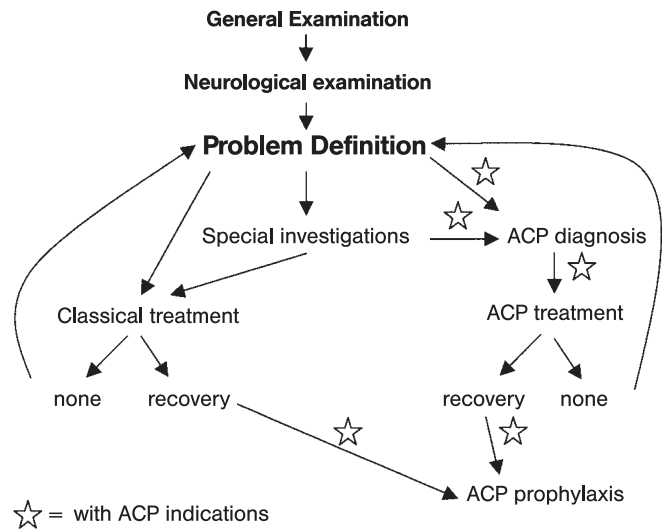 General Examination
Neurological examination
Problem Definition
Special investigations
ACP diagnosis
Classical treatment
ACP treatment
none
recovery
recovery
none
ACP prophylaxis
= with ACP indications